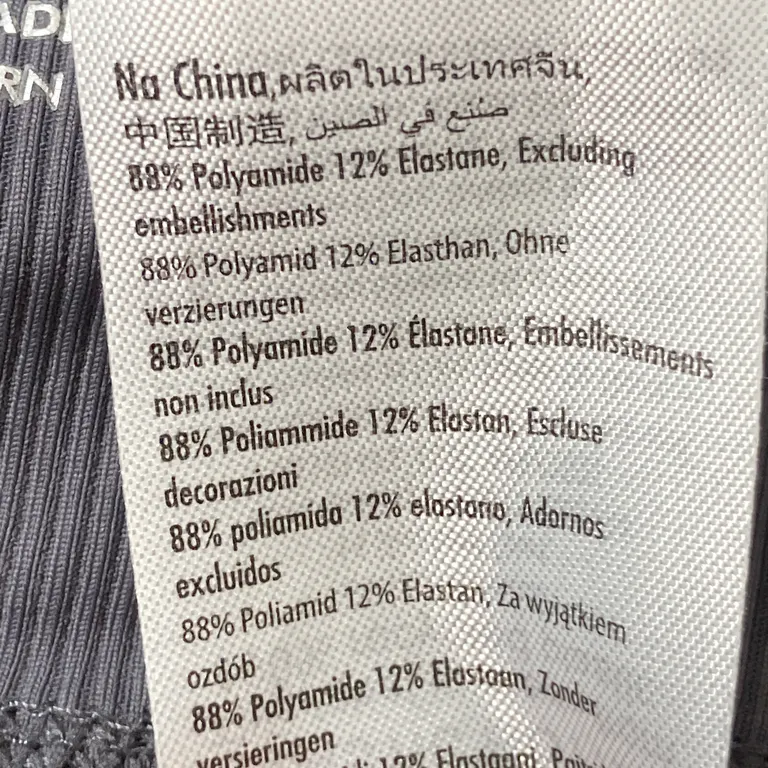 Na China,ผลิตในประเทศจีน,
中国制造, صنع في الصين
88% Polyamide 12% Elastane, Excluding
embellishments
88% Polyamid 12% Elasthan, Ohne
verzierungen
88% Polyamide 12% Élastane, Embellissements
non inclus
88% Poliammide 12% Elastan, Escluse
decorazioni
88% poliamida 12% elastano, Adornos
excluidos
88% Poliamid 12% Elastan, Za wyjątkiem
ozdób
88% Polyamide 12% Elastaan, Zonder
versieringen
12% Elastaani